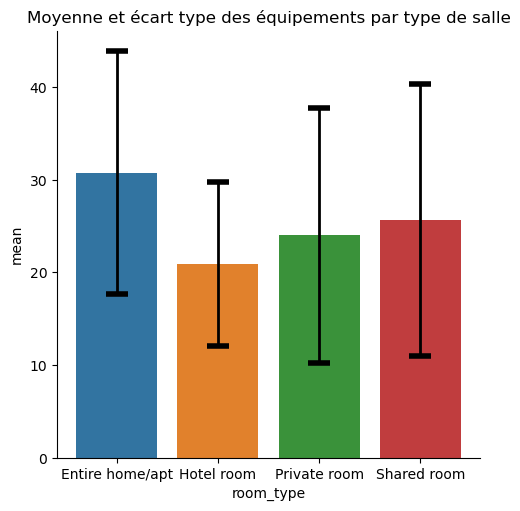 Moyenne et écart type des équipements par type de salle
40
30
20
10
0
mean
Entire home/apt Hotel room Private room Shared room
room_type